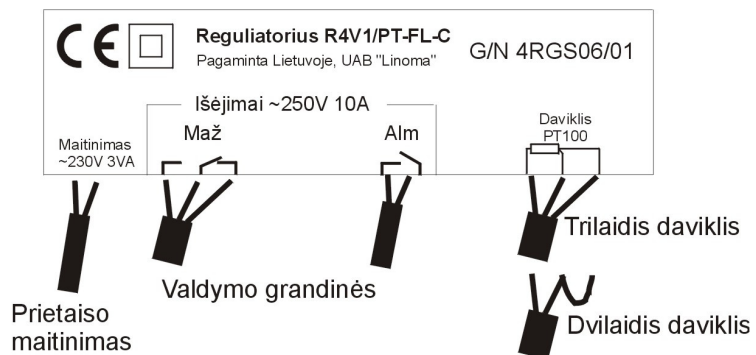 CE
Reguliatorius R4V1/PT-FL-C
Pagaminta Lietuvoje, UAB "Linoma"
G/N 4RGS06/01
Išėjimai ~250V 10A
Maitinimas
~230V 3VA
Maž
Alm
Daviklis
PT100
Trilaidis daviklis
Valdymo grandinės
Prietaiso
maitinimas
Dvilaidis daviklis